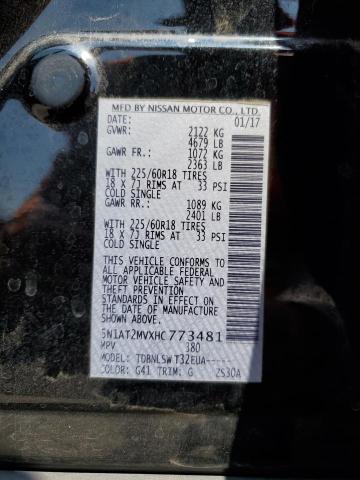 MFD BY NISSAN MOTOR CO., LTD.
DATE: 01/17
GVWR: 2122 KG
4679 LB
GAWR FR.: 1072 KG
2363 LB
WITH 225/60R18 TIRES
18 X 7J RIMS AT 33 PSI
COLD SINGLE
GAWR RR.: 1089 KG
2401 LB
WITH 225/60R18 TIRES
18 X 7J RIMS AT 33 PSI
COLD SINGLE
THIS VEHICLE CONFORMS TO
ALL APPLICABLE FEDERAL
MOTOR VEHICLE SAFETY AND
THEFT PREVENTION
STANDARDS IN EFFECT ON THE
DATE OF MANUFACTURE SHOWN
ABOVE.
5N1AT2MVXHC773481
MPV 380
MODEL: TDBNLSWT32EUA-----
COLOR: G41 TRIM: G ZS30A